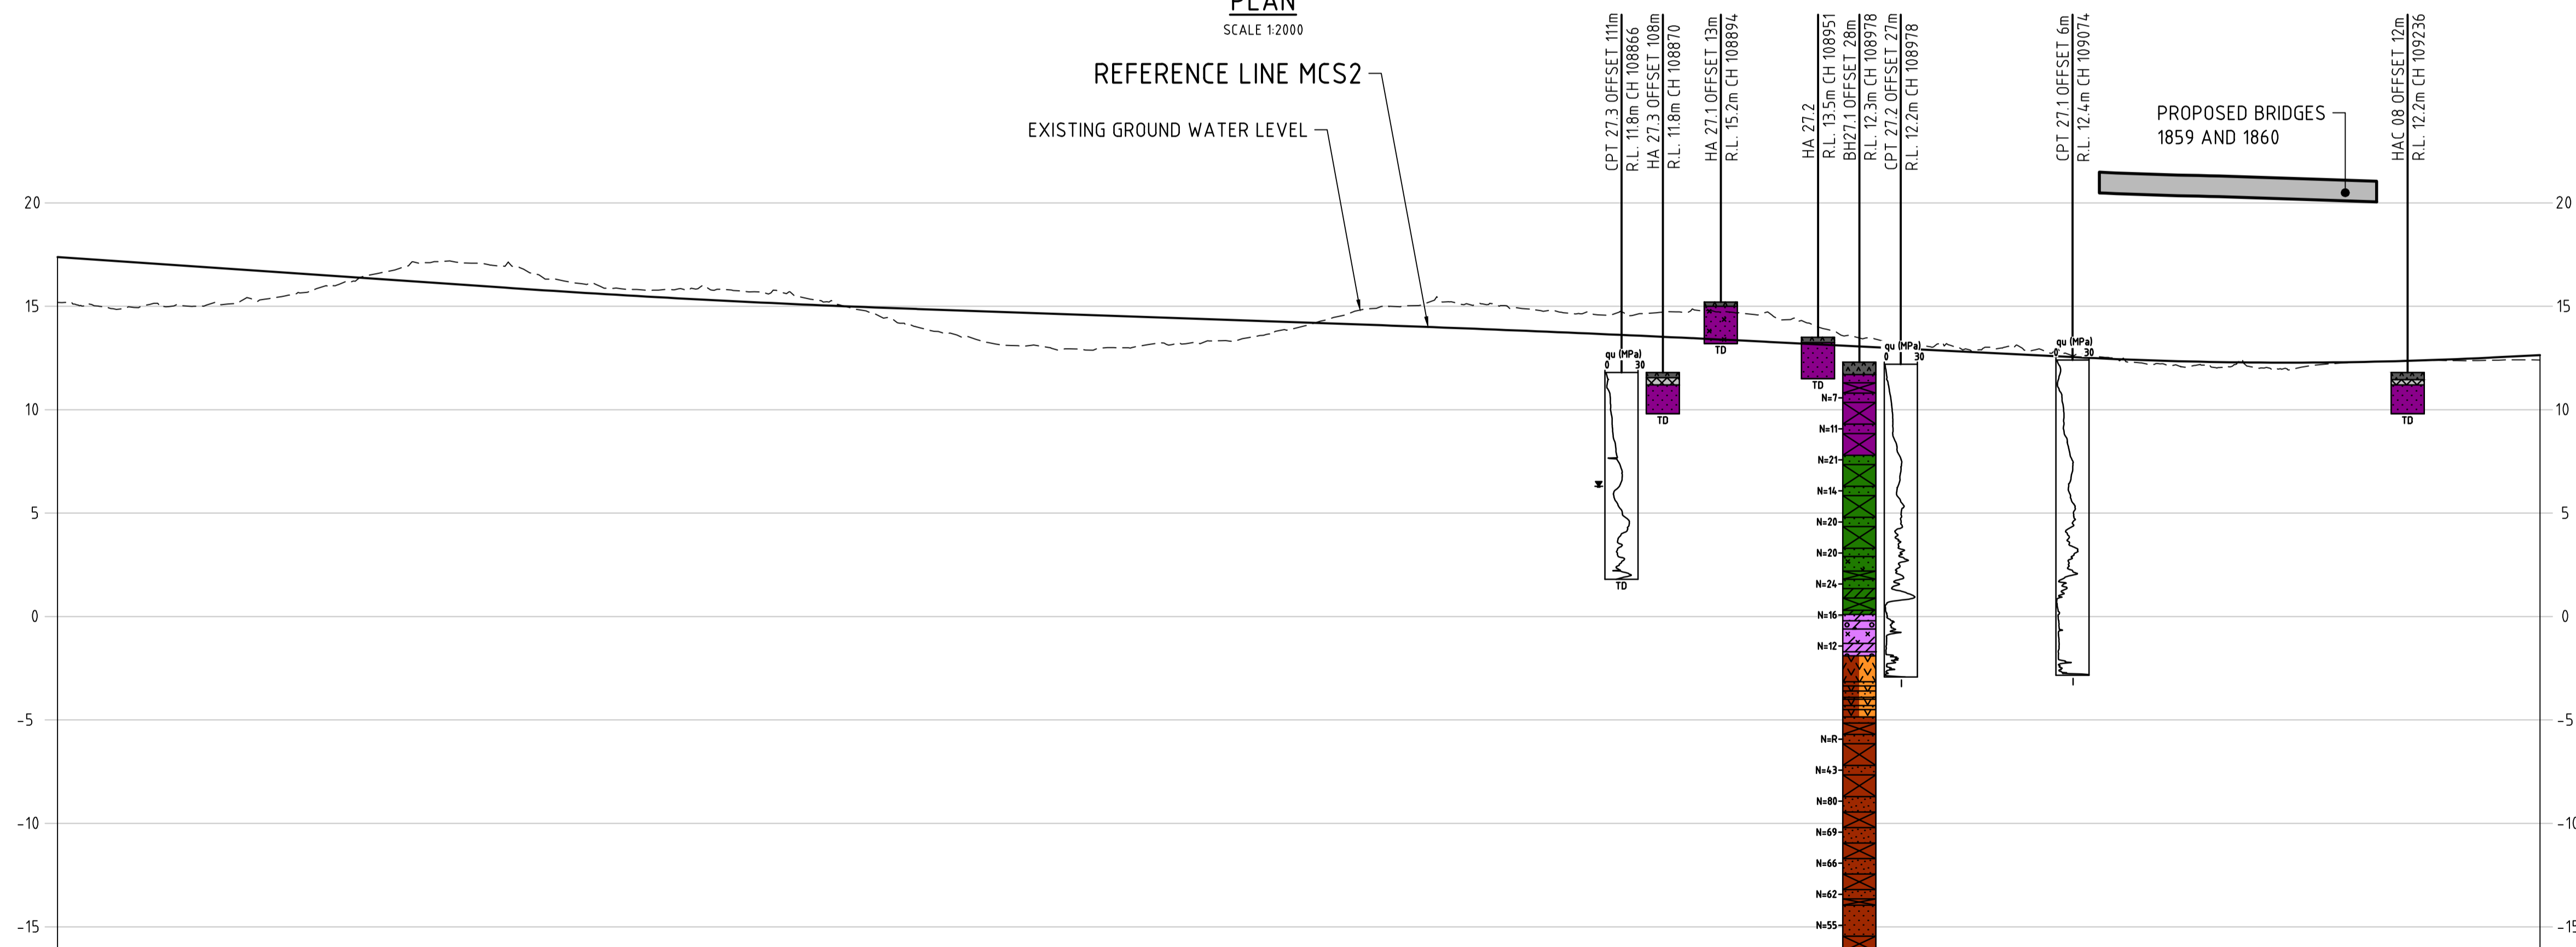 PLAN
SCALE 1:2000
REFERENCE LINE MCS2
EXISTING GROUND WATER LEVEL
CPT 27.3 OFFSET 111m
R.L. 11.8m CH 108866
HA 27.3 OFFSET 108m
R.L. 11.8m CH 108870
HA 27.1 OFFSET 13m
R.L. 15.2m CH 108894
HA 27.2
R.L. 13.5m CH 108951
BH27.1 OFFSET 28m
R.L. 12.3m CH 108978
CPT 27.2 OFFSET 27m
R.L. 12.2m CH 108978
CPT 27.1 OFFSET 6m
R.L. 12.4m CH 109074
PROPOSED BRIDGES
1859 AND 1860
HAC 08 OFFSET 12m
R.L. 12.2m CH 109236
20
20
15
15
10
10
5
5
0
0
-5
-5
-10
-10
-15
-15
qu (MPa)
0 30
TD
TD
TD
TD
qu (MPa)
0 30
qu (MPa)
0 30
TD
N=7
N=11
N=21
N=14
N=20
N=20
N=24
N=16
N=12
N=R
N=43
N=80
N=69
N=66
N=62
N=55